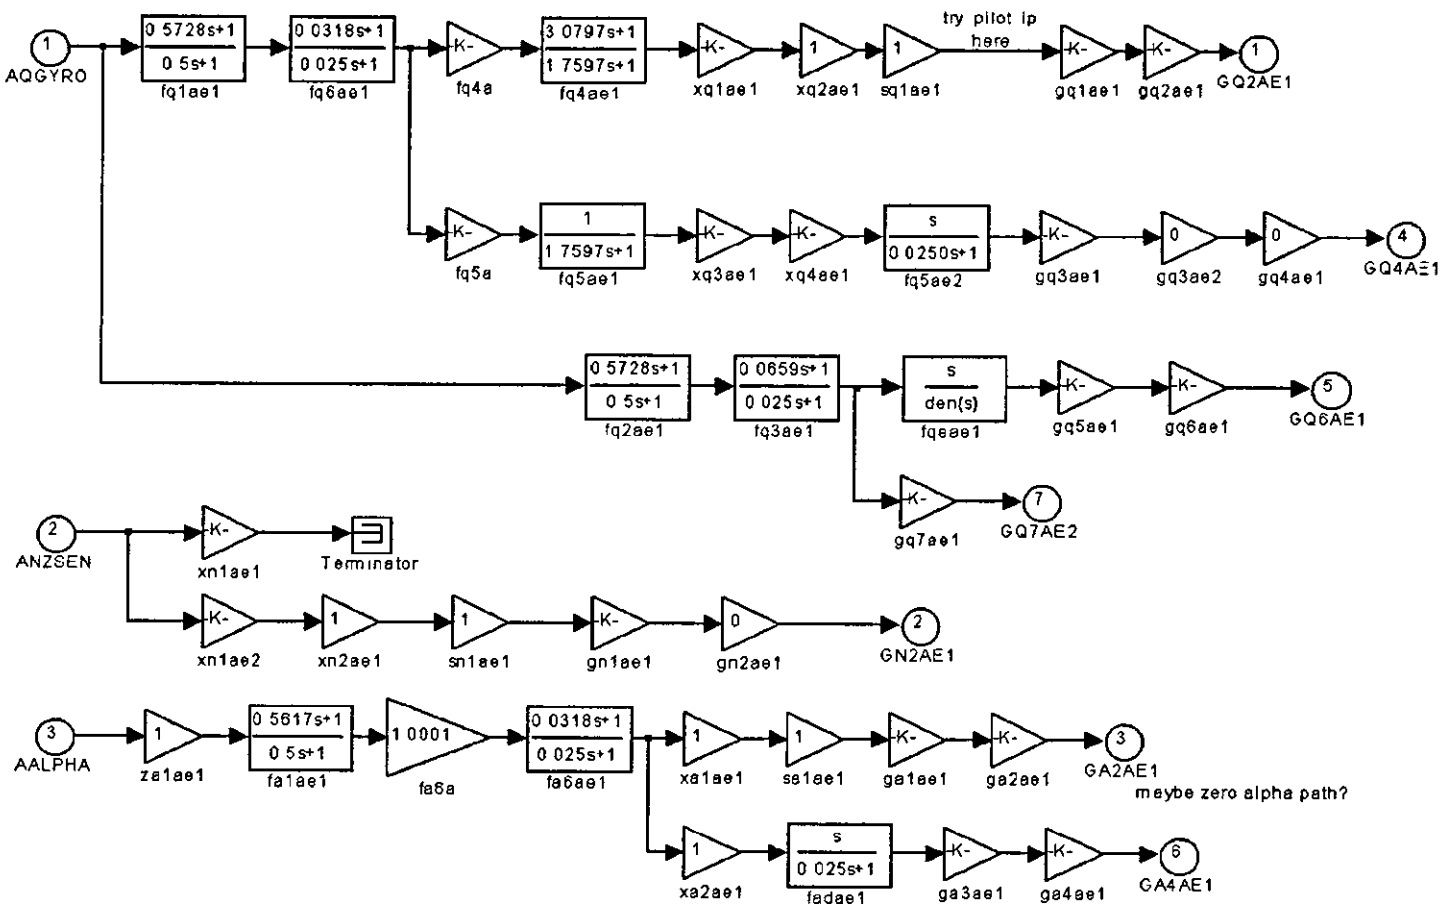 try pilot ip
here
1
AQGYRO
0 5728s+1
0 5s+1
fq1ae1
0 0318s+1
0 025s+1
fq6ae1
-K-
fq4a
3 0797s+1
1 7597s+1
fq4ae1
-K-
xq1ae1
1
xq2ae1
1
sq1ae1
-K-
gq1ae1
-K-
gq2ae1
1
GQ2AE1
-K-
fq5a
1
1 7597s+1
fq5ae1
-K-
xq3ae1
-K-
xq4ae1
s
0 0250s+1
fq5ae2
-K-
gq3ae1
0
gq3ae2
0
gq4ae1
4
GQ4AE1
0 5728s+1
0 5s+1
fq2ae1
0 0659s+1
0 025s+1
fq3ae1
s
den(s)
fqeae1
-K-
gq5ae1
-K-
gq6ae1
5
GQ6AE1
-K-
gq7ae1
7
GQ7AE2
2
ANZSEN
-K-
xn1ae1
Terminator
-K-
xn1ae2
1
xn2ae1
1
sn1ae1
-K-
gn1ae1
0
gn2ae1
2
GN2AE1
3
AALPHA
1
za1ae1
0 5617s+1
0 5s+1
fa1ae1
1 0001
fa6a
0 0318s+1
0 025s+1
fa6ae1
1
xa1ae1
1
sa1ae1
-K-
ga1ae1
-K-
ga2ae1
3
GA2AE1
maybe zero alpha path?
1
xa2ae1
s
0 025s+1
fadae1
-K-
ga3ae1
-K-
ga4ae1
6
GA4AE1